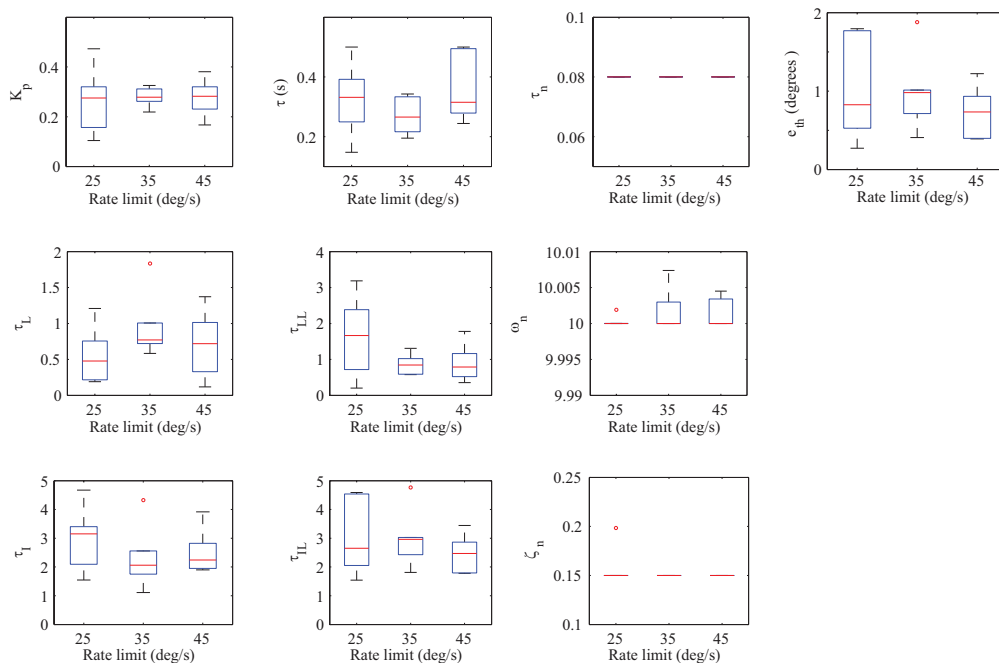 K_p
0.4
0.2
0
25 35 45
Rate limit (deg/s)
τ (s)
0.4
0.2
25 35 45
Rate limit (deg/s)
τ_n
0.1
0.08
0.06
25 35 45
Rate limit (deg/s)
e_th (degrees)
2
1
0
25 35 45
Rate limit (deg/s)
τ_L
2
1.5
1
0.5
0
25 35 45
Rate limit (deg/s)
τ_LL
4
3
2
1
0
25 35 45
Rate limit (deg/s)
ω_n
10.01
10.005
10
9.995
9.99
25 35 45
Rate limit (deg/s)
τ_I
5
4
3
2
1
0
25 35 45
Rate limit (deg/s)
τ_IL
5
4
3
2
1
0
25 35 45
Rate limit (deg/s)
ζ_n
0.25
0.2
0.15
0.1
25 35 45
Rate limit (deg/s)